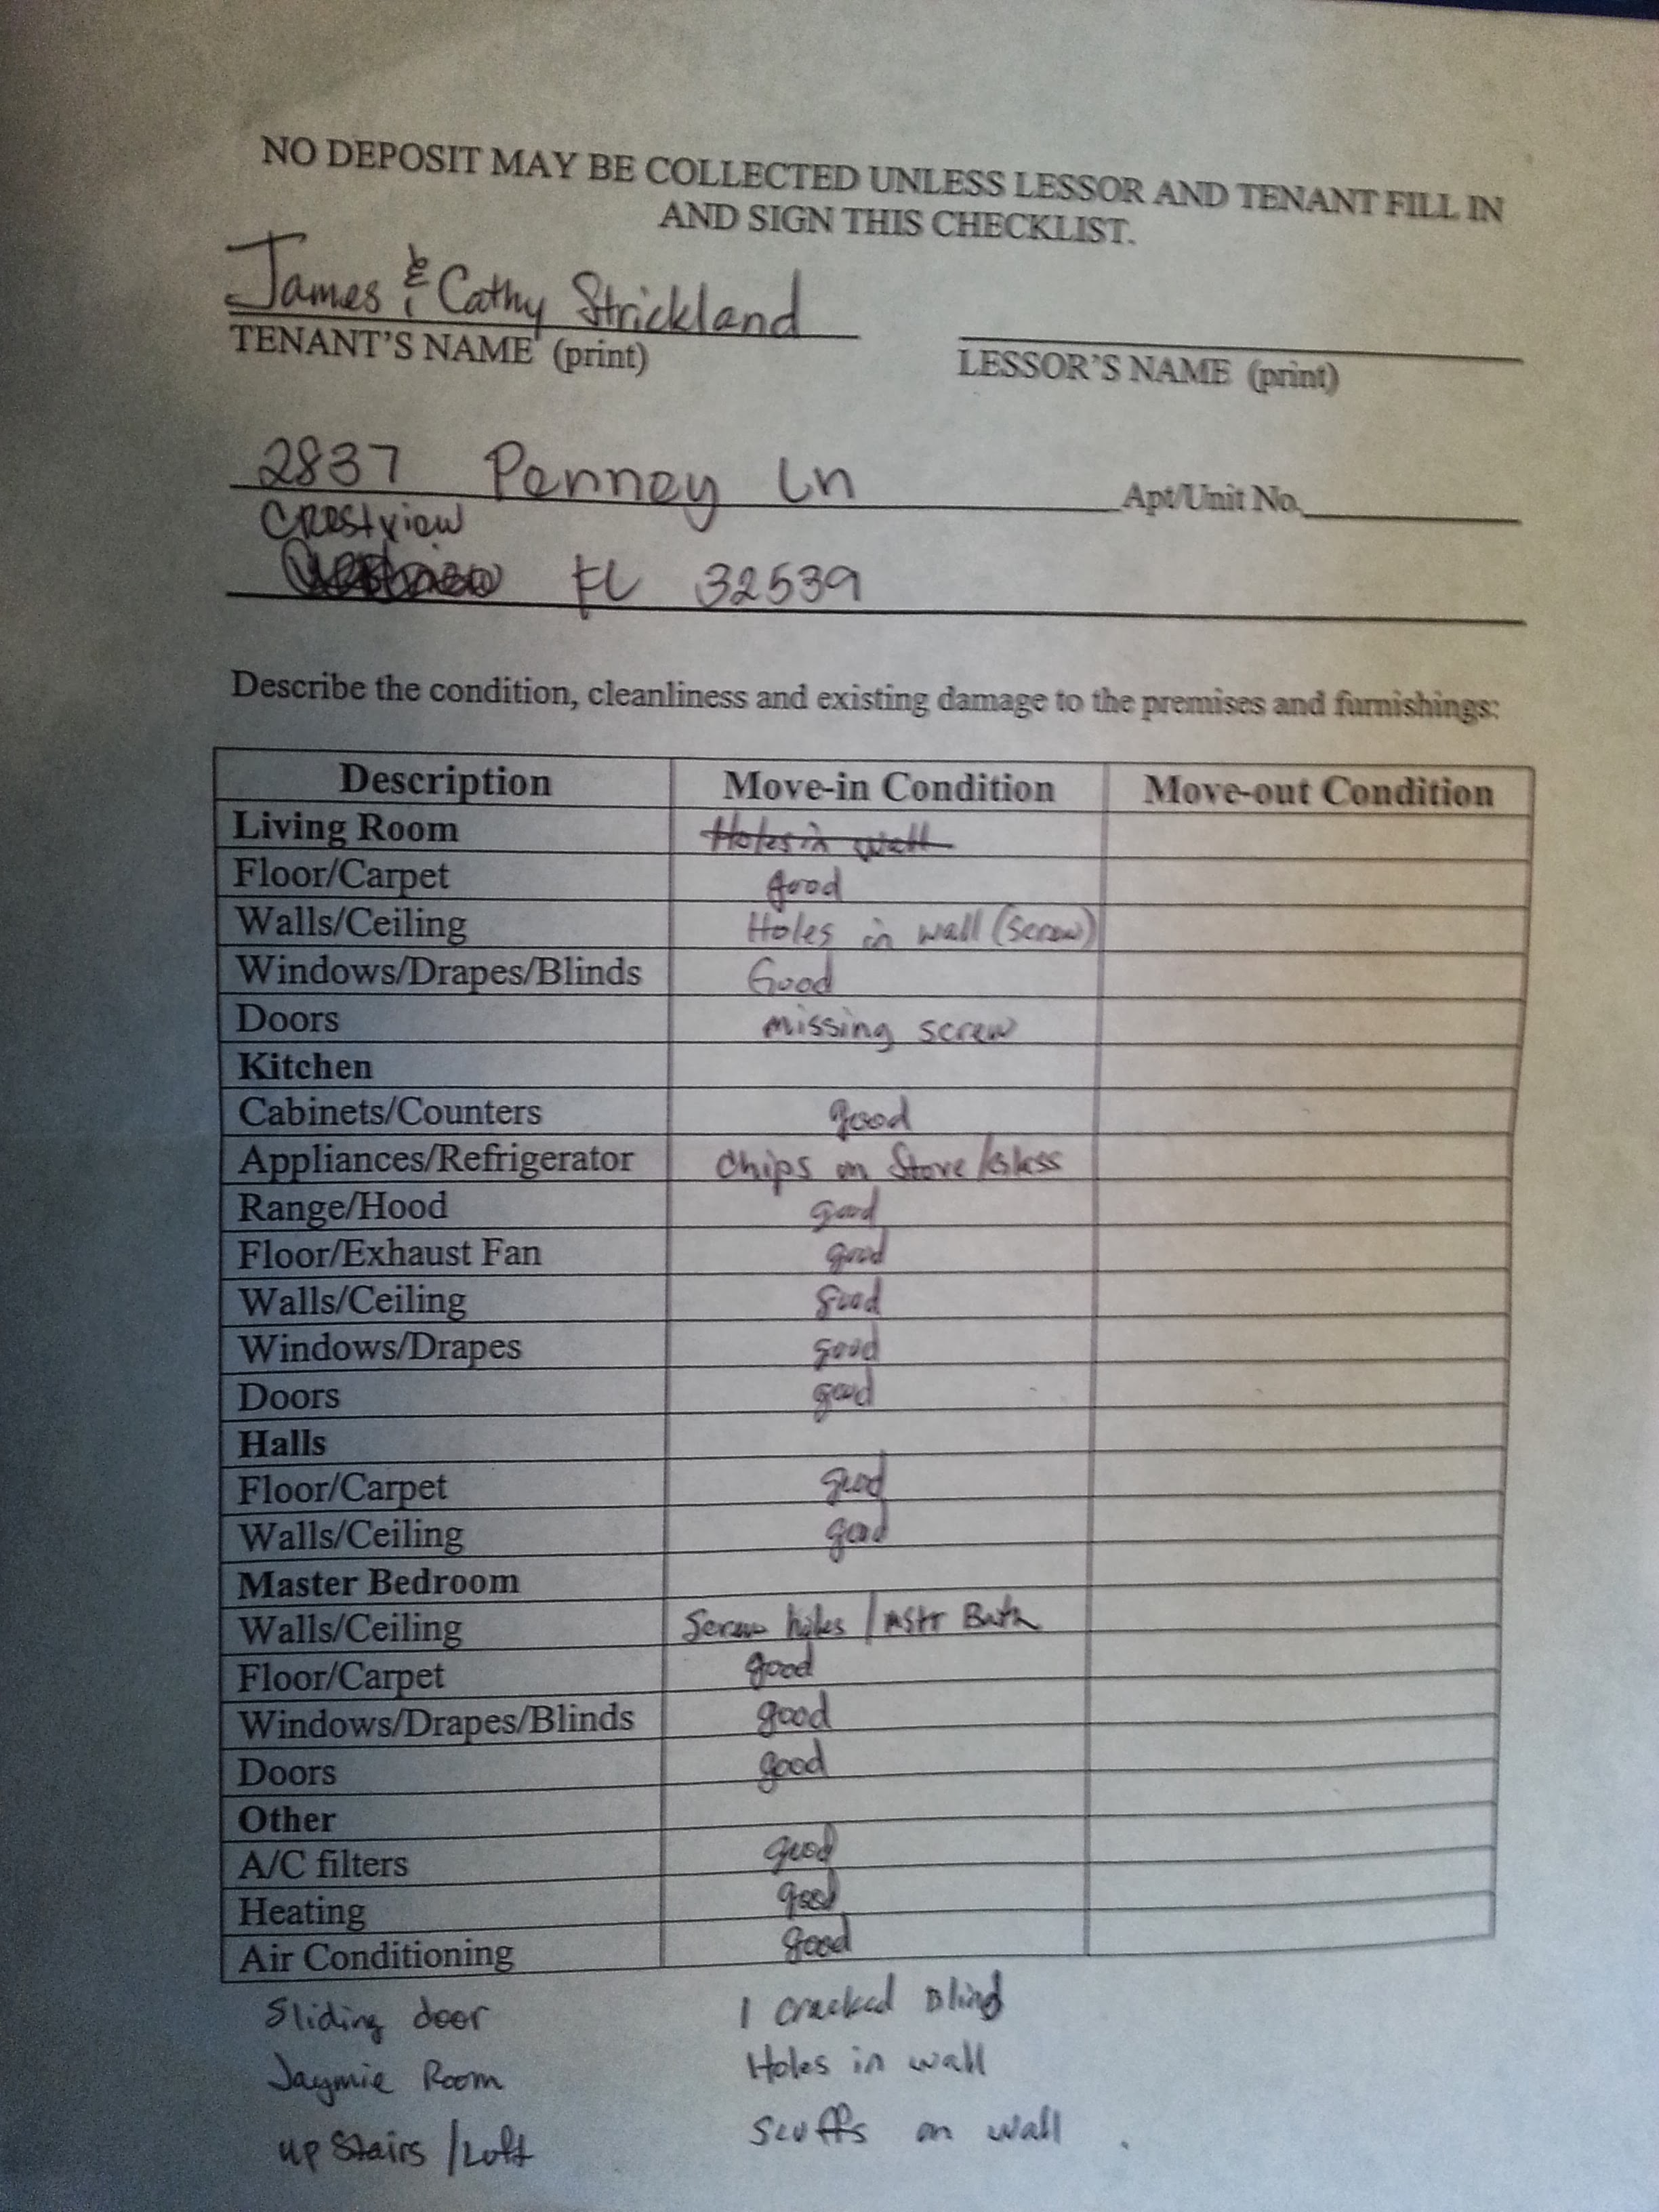 NO DEPOSIT MAY BE COLLECTED UNLESS LESSOR AND TENANT FILL IN
AND SIGN THIS CHECKLIST.
James & Cathy Strickland
TENANT'S NAME (print) LESSOR'S NAME (print)
2837 Penney Ln Apt/Unit No.
Crestview
FL 32539
Describe the condition, cleanliness and existing damage to the premises and furnishings:
Description Move-in Condition Move-out Condition
Living Room Holes in wall
Floor/Carpet good
Walls/Ceiling Holes in wall (screw)
Windows/Drapes/Blinds Good
Doors missing screw
Kitchen
Cabinets/Counters good
Appliances/Refrigerator Chips on Stove/Glass
Range/Hood good
Floor/Exhaust Fan good
Walls/Ceiling good
Windows/Drapes good
Doors good
Halls
Floor/Carpet good
Walls/Ceiling good
Master Bedroom
Walls/Ceiling Screw holes / mstr Bath
Floor/Carpet good
Windows/Drapes/Blinds good
Doors good
Other
A/C filters good
Heating good
Air Conditioning good
Sliding door 1 cracked Blind
Jaymie Room Holes in wall
up Stairs / Loft Scuffs on wall